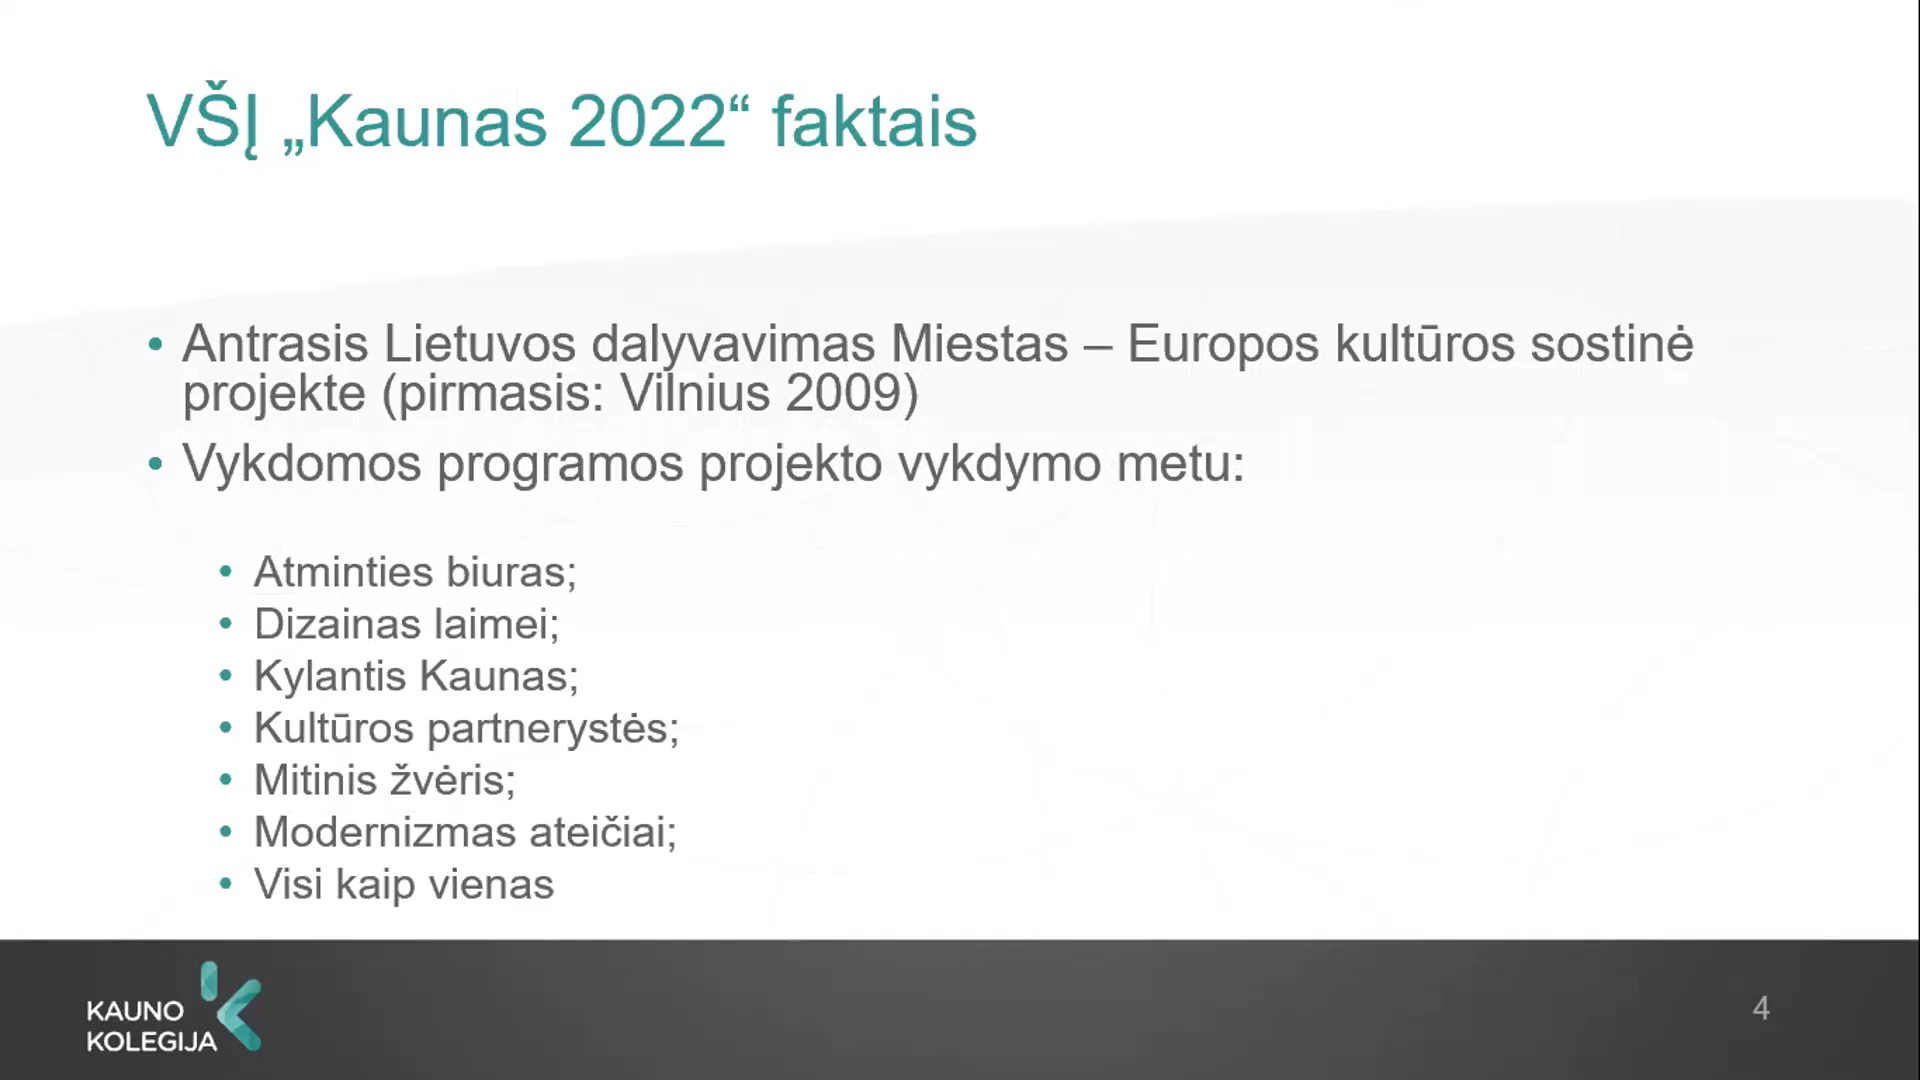 VŠĮ „Kaunas 2022“ faktais
• Antrasis Lietuvos dalyvavimas Miestas – Europos kultūros sostinė
projekte (pirmasis: Vilnius 2009)
• Vykdomos programos projekto vykdymo metu:
• Atminties biuras;
• Dizainas laimei;
• Kylantis Kaunas;
• Kultūros partnerystės;
• Mitinis žvėris;
• Modernizmas ateičiai;
• Visi kaip vienas
KAUNO
KOLEGIJA
4